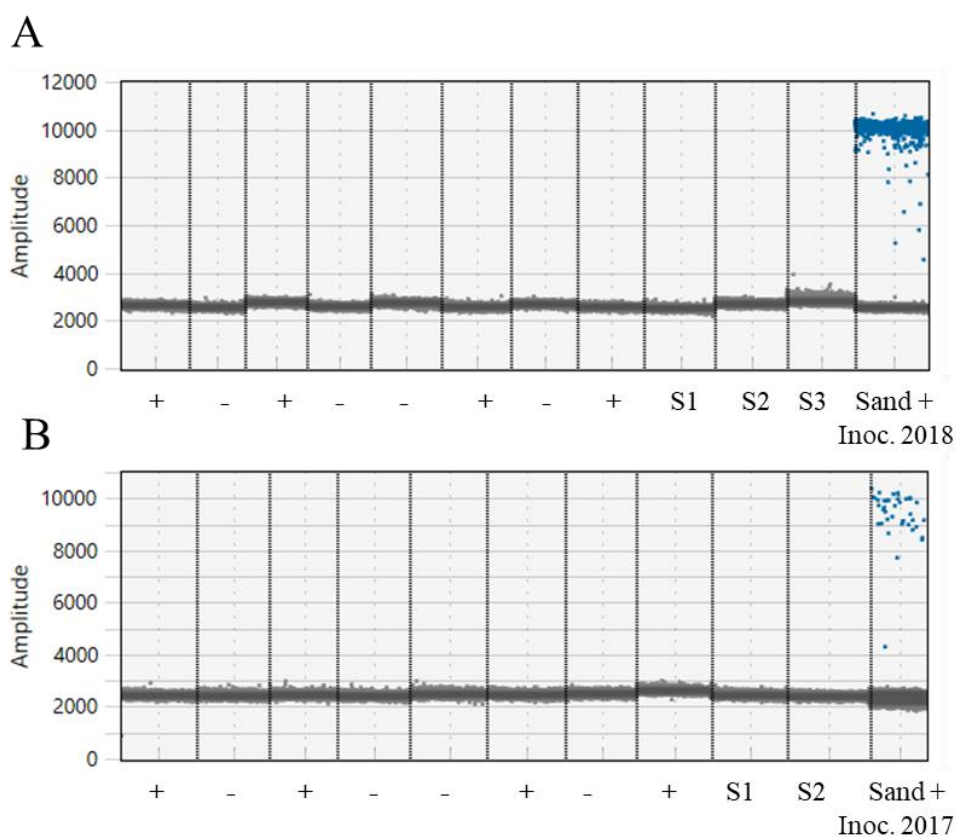 A
12000
10000
8000
6000
4000
2000
0
Amplitude
+ - + - - + - + S1 S2 S3 Sand +
Inoc. 2018
B
10000
8000
6000
4000
2000
0
Amplitude
+ - + - - + - + S1 S2 Sand +
Inoc. 2017